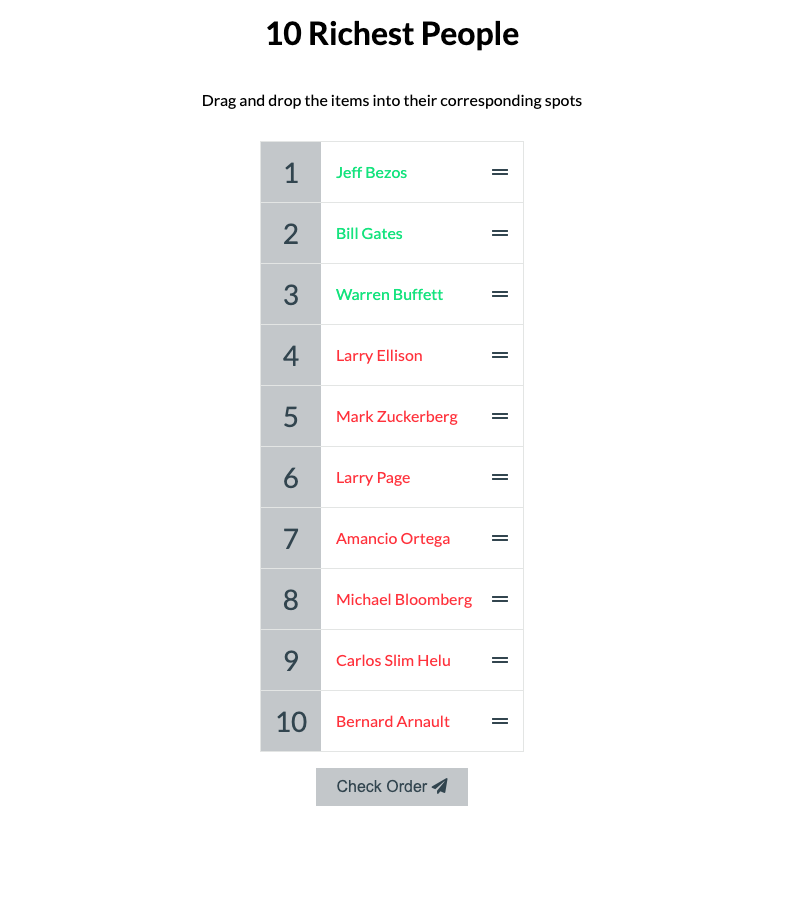 10 Richest People
Drag and drop the items into their corresponding spots
1 Jeff Bezos
2 Bill Gates
3 Warren Buffett
4 Larry Ellison
5 Mark Zuckerberg
6 Larry Page
7 Amancio Ortega
8 Michael Bloomberg
9 Carlos Slim Helu
10 Bernard Arnault
Check Order